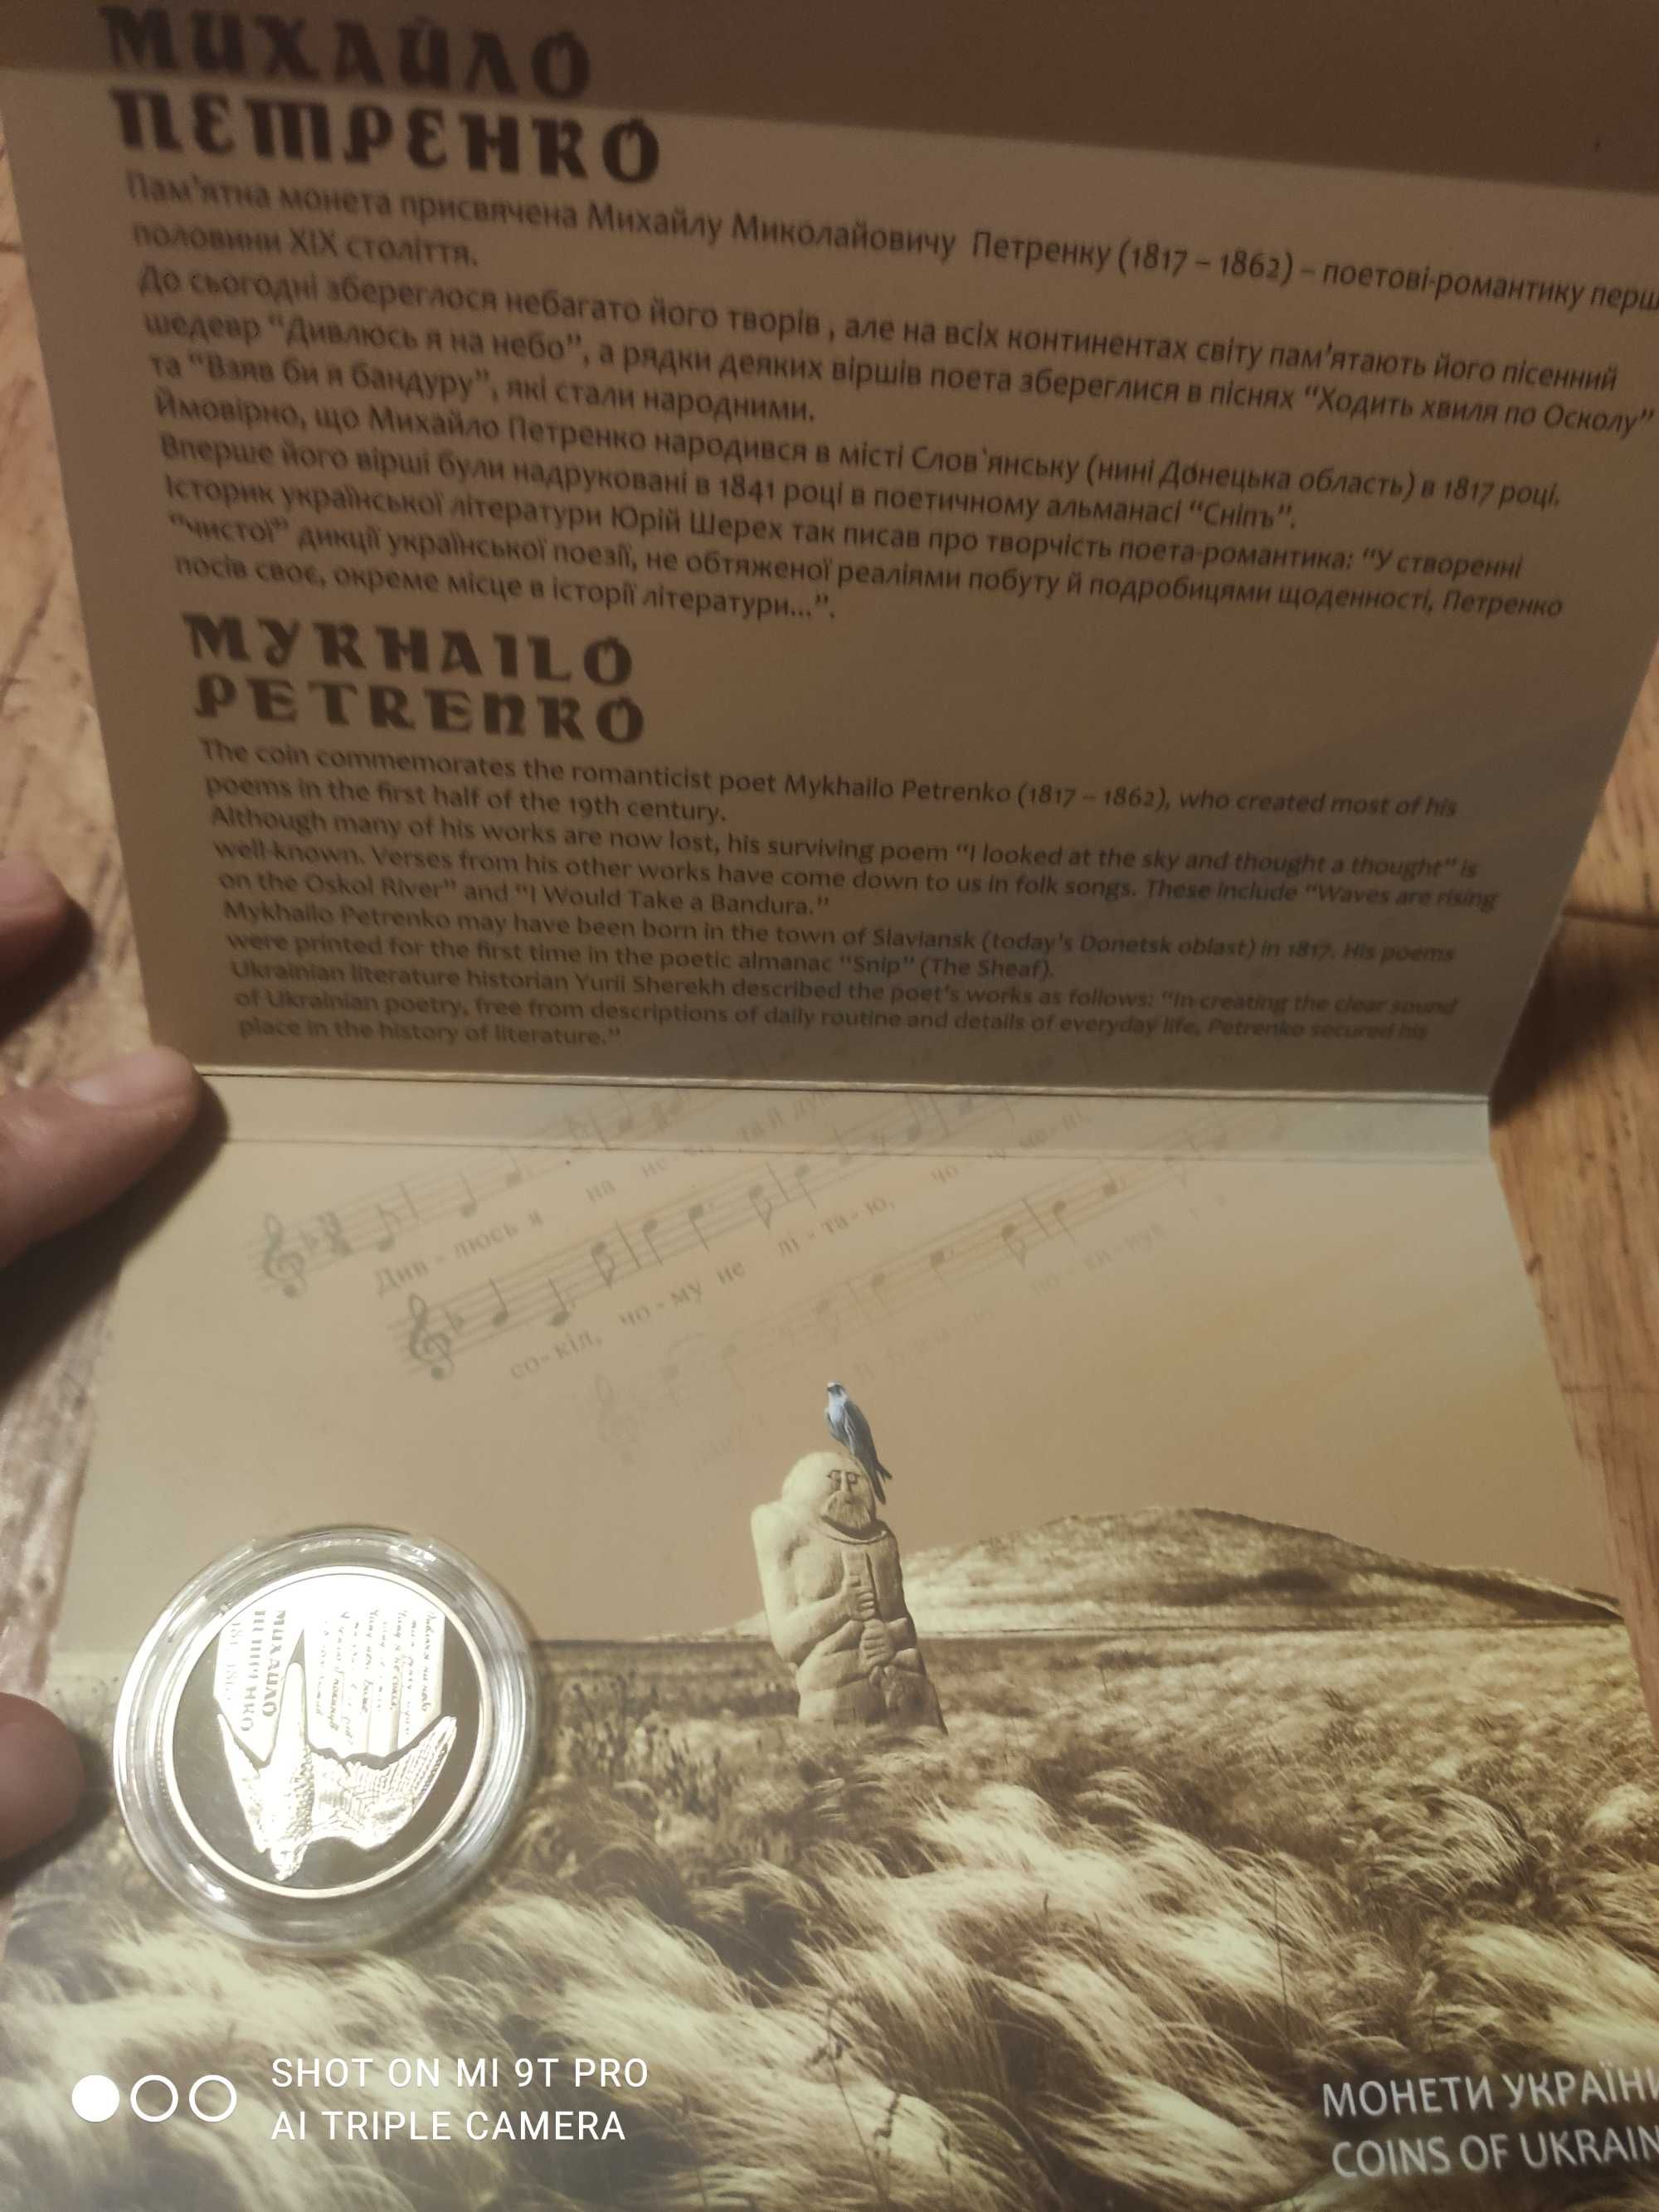 МИХАЙЛО
ПЕТРЕНКО
Пам'ятна монета присвячена Михайлу Миколайовичу Петренку (1817 – 1862) – поетові-романтику перш
половини XIX століття.
До сьогодні збереглося небагато його творів , але на всіх континентах світу пам'ятають його пісенний
шедевр "Дивлюсь я на небо", а рядки деяких віршів поета збереглися в піснях "Ходить хвиля по Осколу"
та "Взяв би я бандуру", які стали народними.
Ймовірно, що Михайло Петренко народився в місті Слов`янську (нині Донецька область) в 1817 році.
Вперше його вірші були надруковані в 1841 році в поетичному альманасі "Сніпъ".
Історик української літератури Юрій Шерех так писав про творчість поета-романтика: "У створенні
"чистої" дикції української поезії, не обтяженої реаліями побуту й подробицями щоденності, Петренко
посів своє, окреме місце в історії літератури...".
MYKHAILO
PETRENKO
The coin commemorates the romanticist poet Mykhailo Petrenko (1817 – 1862), who created most of his
poems in the first half of the 19th century.
Although many of his works are now lost, his surviving poem "I looked at the sky and thought a thought" is
well-known. Verses from his other works have come down to us in folk songs. These include "Waves are rising
on the Oskol River" and "I Would Take a Bandura."
Mykhailo Petrenko may have been born in the town of Slaviansk (today's Donetsk oblast) in 1817. His poems
were printed for the first time in the poetic almanac "Snip" (The Sheaf).
Ukrainian literature historian Yurii Sherekh described the poet's works as follows: "In creating the clear sound
of Ukrainian poetry, free from descriptions of daily routine and details of everyday life, Petrenko secured his
place in the history of literature."
Див - люсь я на не
со - кіл, чо - му не лі - та - ю,
МИХАЙЛО
ПЕТРЕНКО
SHOT ON MI 9T PRO
AI TRIPLE CAMERA
МОНЕТИ УКРАЇНИ
COINS OF UKRAIN